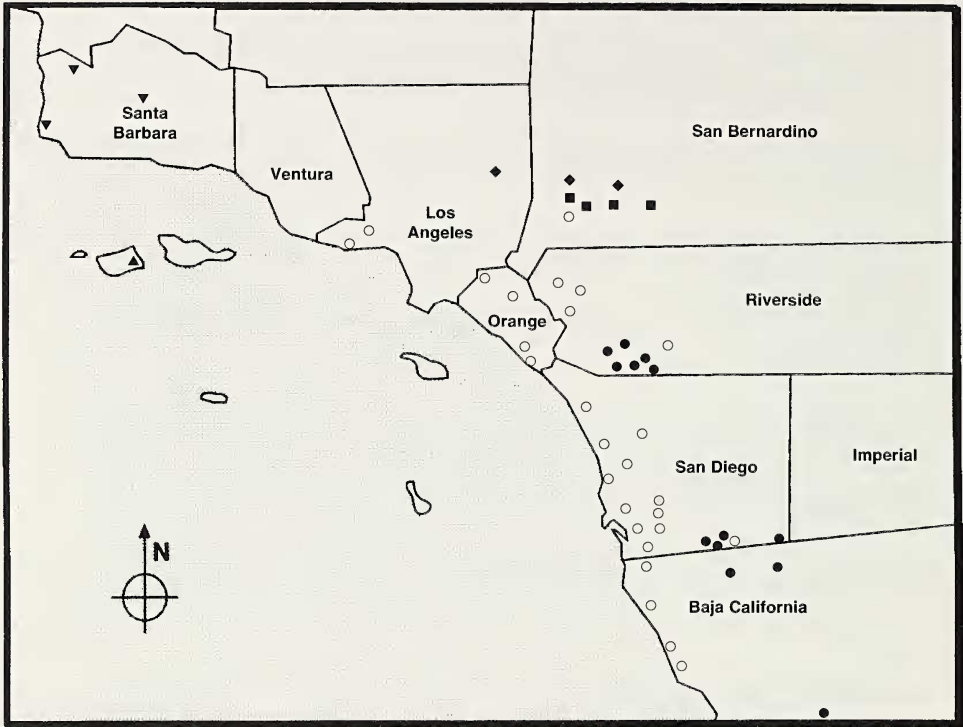 Santa
Barbara
Ventura
Los
Angeles
San Bernardino
Orange
Riverside
San Diego
Imperial
N
Baja California